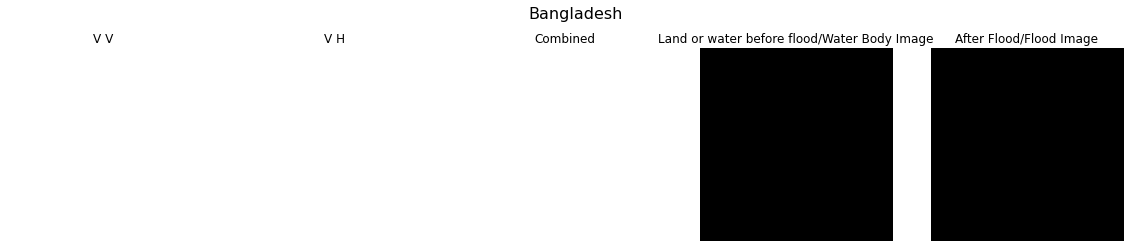 Bangladesh
V V
V H
Combined
Land or water before flood/Water Body Image
After Flood/Flood Image